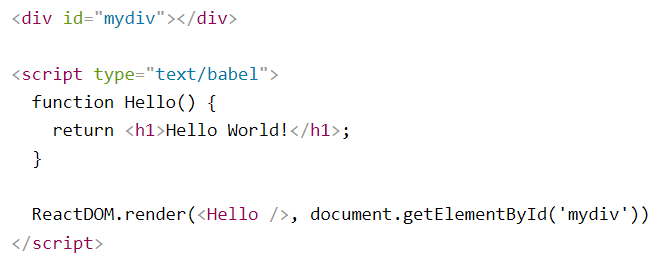 <div id="mydiv"></div>
<script type="text/babel">
function Hello() {
return <h1>Hello World!</h1>;
}
ReactDOM.render(<Hello />, document.getElementById('mydiv'))
</script>